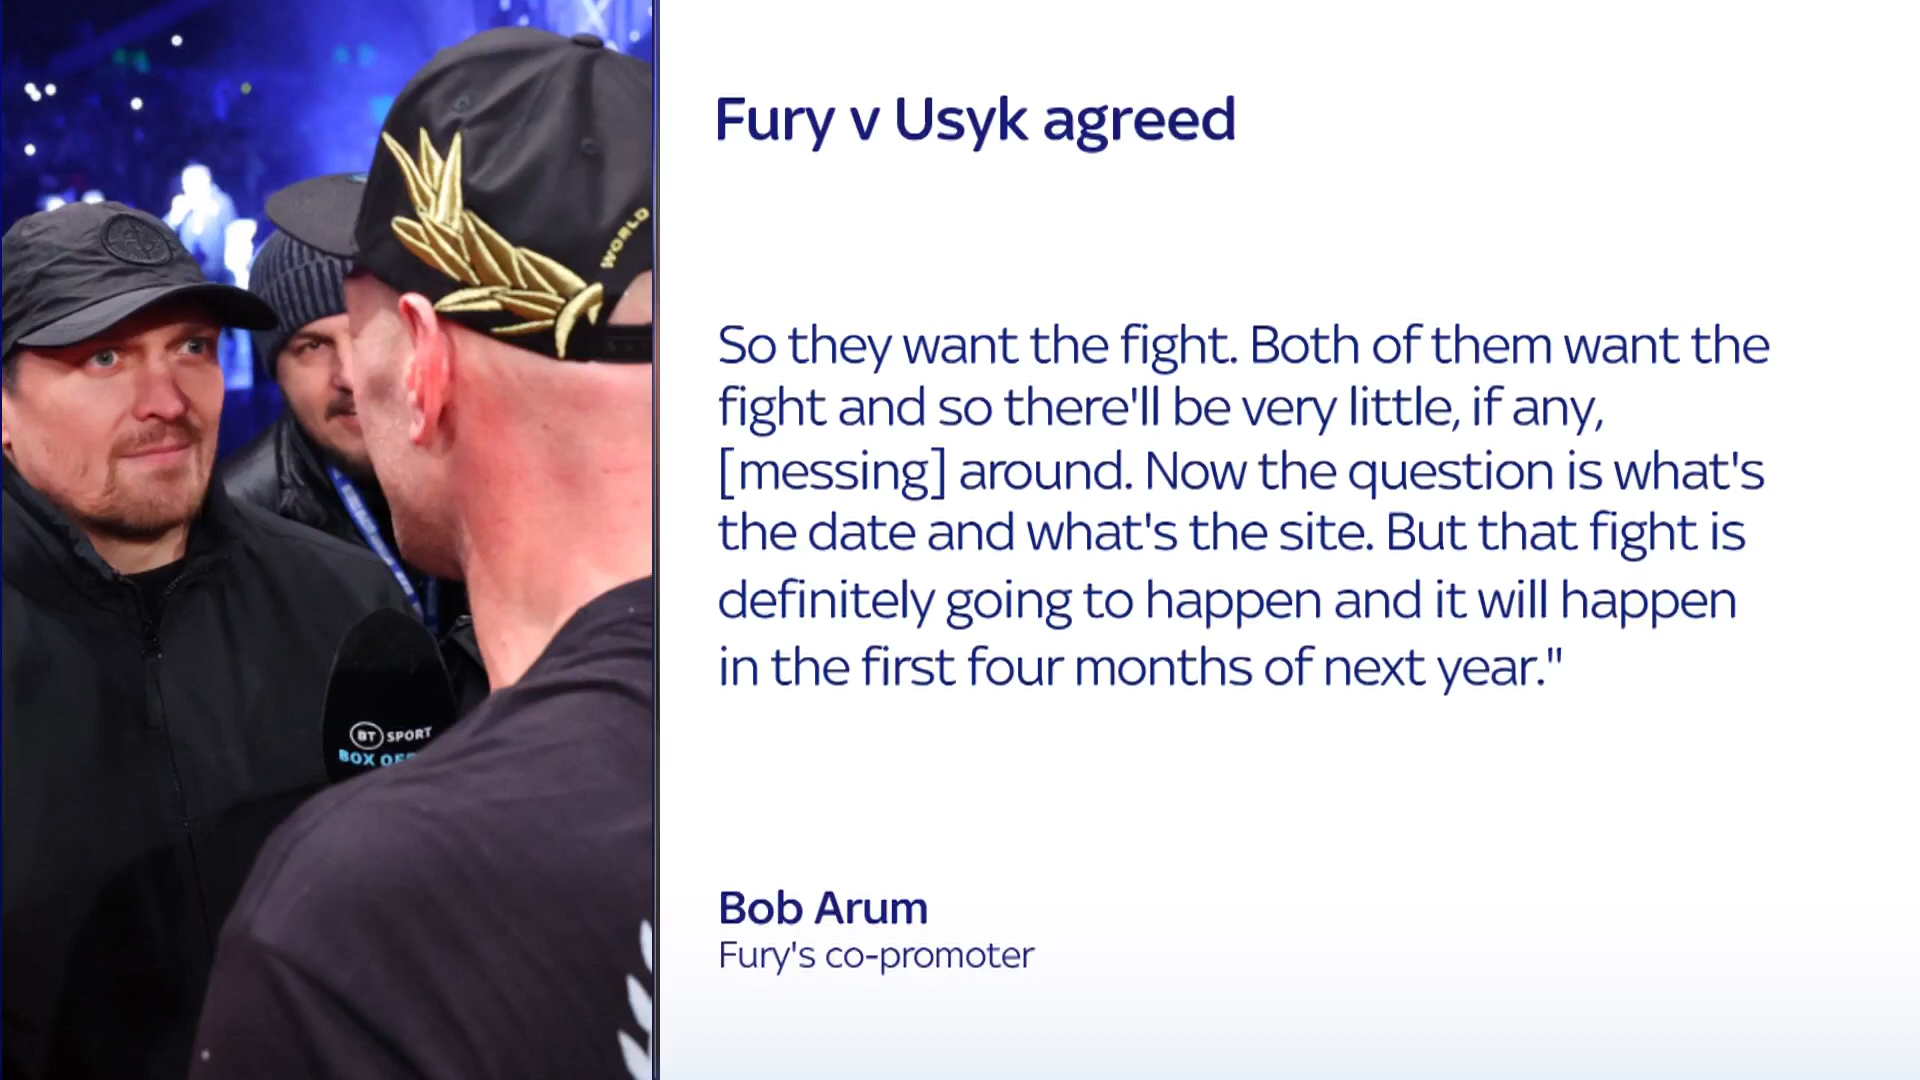 WORLD
BT SPORT
BOX
Fury v Usyk agreed
So they want the fight. Both of them want the
fight and so there'll be very little, if any,
[messing] around. Now the question is what's
the date and what's the site. But that fight is
definitely going to happen and it will happen
in the first four months of next year."
Bob Arum
Fury's co-promoter